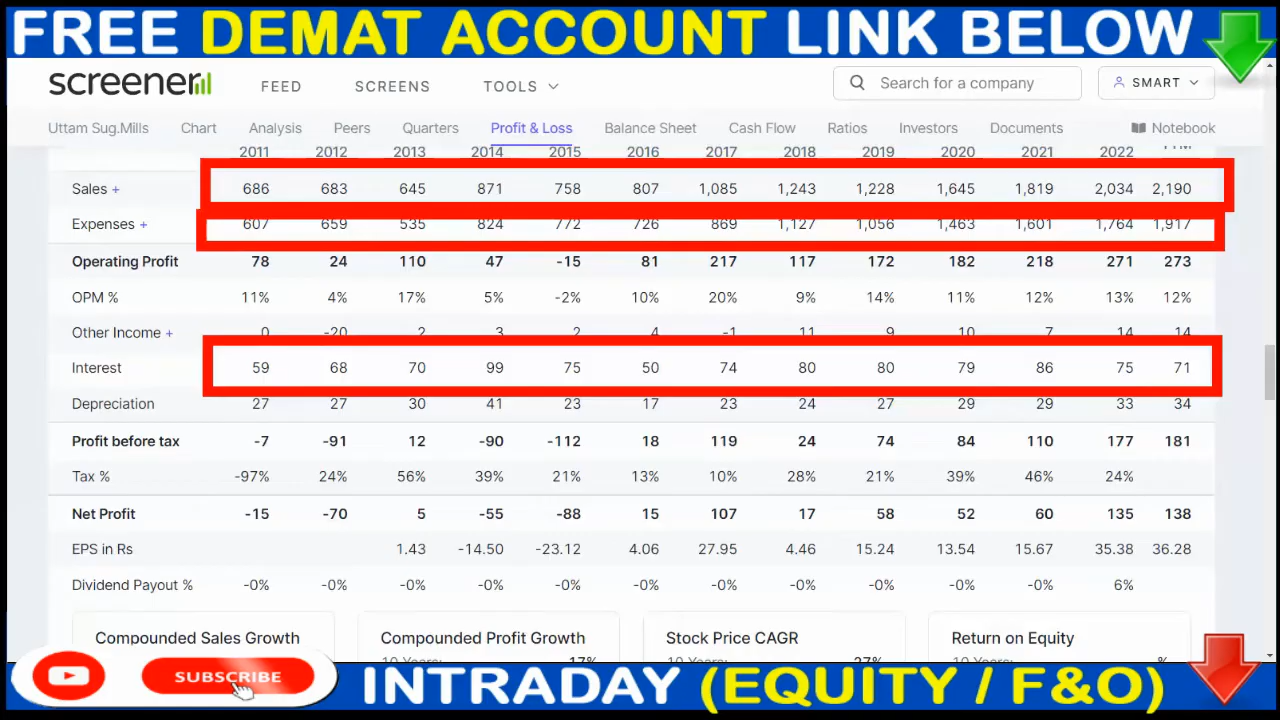 FREE DEMAT ACCOUNT LINK BELOW
screener FEED SCREENS TOOLS Search for a company SMART
Uttam Sug.Mills Chart Analysis Peers Quarters Profit & Loss Balance Sheet Cash Flow Ratios Investors Documents Notebook
2011 2012 2013 2014 2015 2016 2017 2018 2019 2020 2021 2022
Sales + 686 683 645 871 758 807 1,085 1,243 1,228 1,645 1,819 2,034 2,190
Expenses + 607 659 535 824 772 726 869 1,127 1,056 1,463 1,601 1,764 1,917
Operating Profit 78 24 110 47 -15 81 217 117 172 182 218 271 273
OPM % 11% 4% 17% 5% -2% 10% 20% 9% 14% 11% 12% 13% 12%
Other Income + 0 -20 2 3 2 4 -1 11 9 10 7 14 14
Interest 59 68 70 99 75 50 74 80 80 79 86 75 71
Depreciation 27 27 30 41 23 17 23 24 27 29 29 33 34
Profit before tax -7 -91 12 -90 -112 18 119 24 74 84 110 177 181
Tax % -97% 24% 56% 39% 21% 13% 10% 28% 21% 39% 46% 24%
Net Profit -15 -70 5 -55 -88 15 107 17 58 52 60 135 138
EPS in Rs 1.43 -14.50 -23.12 4.06 27.95 4.46 15.24 13.54 15.67 35.38 36.28
Dividend Payout % -0% -0% -0% -0% -0% -0% -0% -0% -0% -0% -0% 6%
Compounded Sales Growth Compounded Profit Growth Stock Price CAGR Return on Equity
10 Years: 17% 10 Years: 27%
SUBSCRIBE
INTRADAY (EQUITY / F&O)